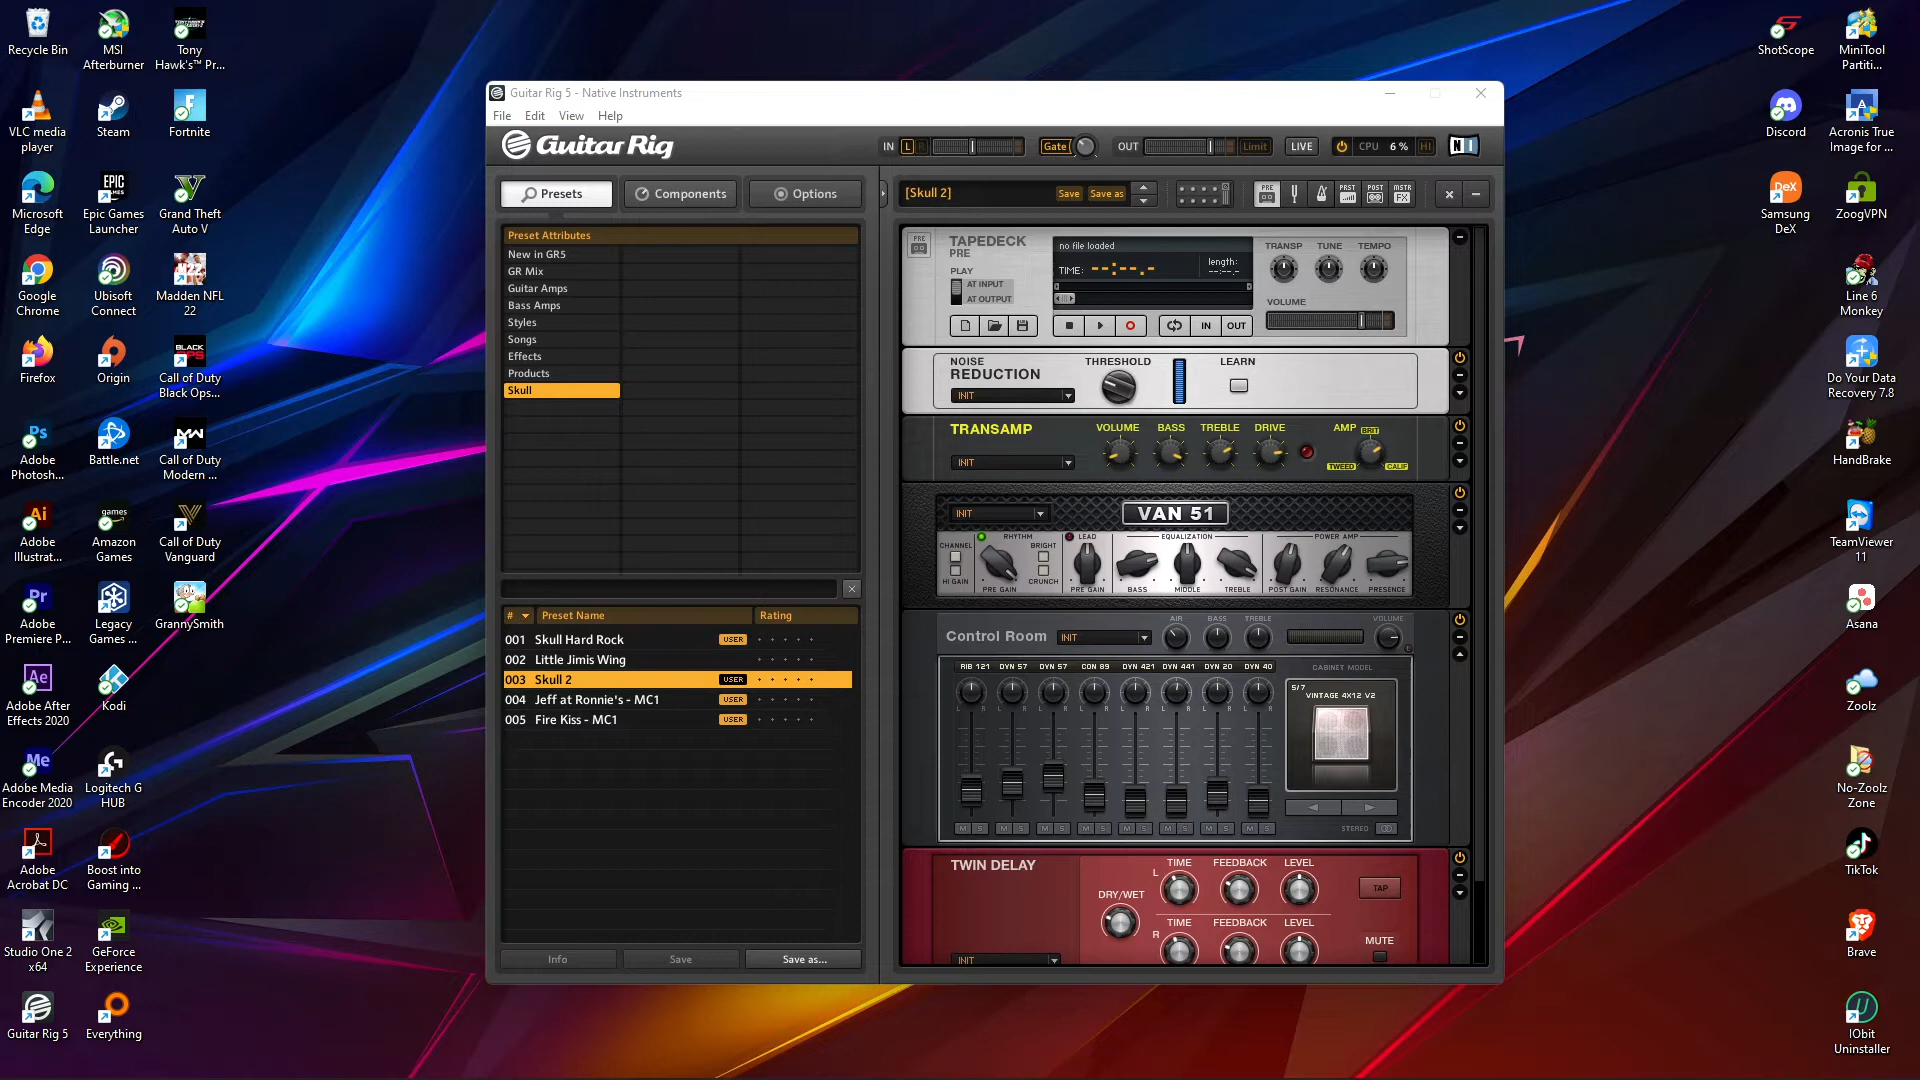 Recycle Bin
MSI
Afterburner
Tony
Hawk's™ Pr...
VLC media
player
Steam
Fortnite
Microsoft
Edge
Epic Games
Launcher
Grand Theft
Auto V
Google
Chrome
Ubisoft
Connect
Madden NFL
22
Firefox
Origin
Call of Duty
Black Ops...
Adobe
Photosh...
Battle.net
Call of Duty
Modern ...
Adobe
Illustrat...
Amazon
Games
Call of Duty
Vanguard
Adobe
Premiere P...
Legacy
Games ...
GrannySmith
Adobe After
Effects 2020
Kodi
Adobe Media
Encoder 2020
Logitech G
HUB
Adobe
Acrobat DC
Boost into
Gaming ...
Studio One 2
x64
GeForce
Experience
Guitar Rig 5
Everything
Guitar Rig 5 - Native Instruments
File Edit View Help
Guitar Rig
IN L R Gate OUT Limit LIVE CPU 6 % HI NI
Presets Components Options
Preset Attributes
New in GR5
GR Mix
Guitar Amps
Bass Amps
Styles
Songs
Effects
Products
Skull
# Preset Name Rating
001 Skull Hard Rock USER
002 Little Jimis Wing
003 Skull 2 USER
004 Jeff at Ronnie's - MC1 USER
005 Fire Kiss - MC1 USER
Info Save Save as...
[Skull 2] Save Save as PRE PRST POST MSTR FX
PRE
TAPEDECK
PRE
PLAY
AT INPUT
AT OUTPUT
no file loaded
TIME: --:--.- length:
--:--.-
TRANSP TUNE TEMPO
VOLUME
IN OUT
NOISE
REDUCTION
INIT
THRESHOLD LEARN
TRANSAMP
INIT
VOLUME BASS TREBLE DRIVE AMP BRIT
TWEED CALIF
INIT VAN 51
CHANNEL RHYTHM BRIGHT LEAD EQUALIZATION POWER AMP
HI GAIN PRE GAIN CRUNCH PRE GAIN BASS MIDDLE TREBLE POST GAIN RESONANCE PRESENCE
Control Room INIT AIR BASS TREBLE VOLUME
RIB 121 DYN 57 DYN 57 CON 89 DYN 421 DYN 441 DYN 20 DYN 40 CABINET MODEL
L R L R L R L R L R L R L R L R
5/7
VINTAGE 4X12 V2
M S M S M S M S M S M S M S M S STEREO
TWIN DELAY
INIT
DRY/WET
L TIME FEEDBACK LEVEL TAP
R TIME FEEDBACK LEVEL MUTE
ShotScope
MiniTool
Partiti...
Discord
Acronis True
Image for ...
Samsung
DeX
ZoogVPN
Line 6
Monkey
Do Your Data
Recovery 7.8
HandBrake
TeamViewer
11
Asana
Zoolz
No-Zoolz
Zone
TikTok
Brave
IObit
Uninstaller